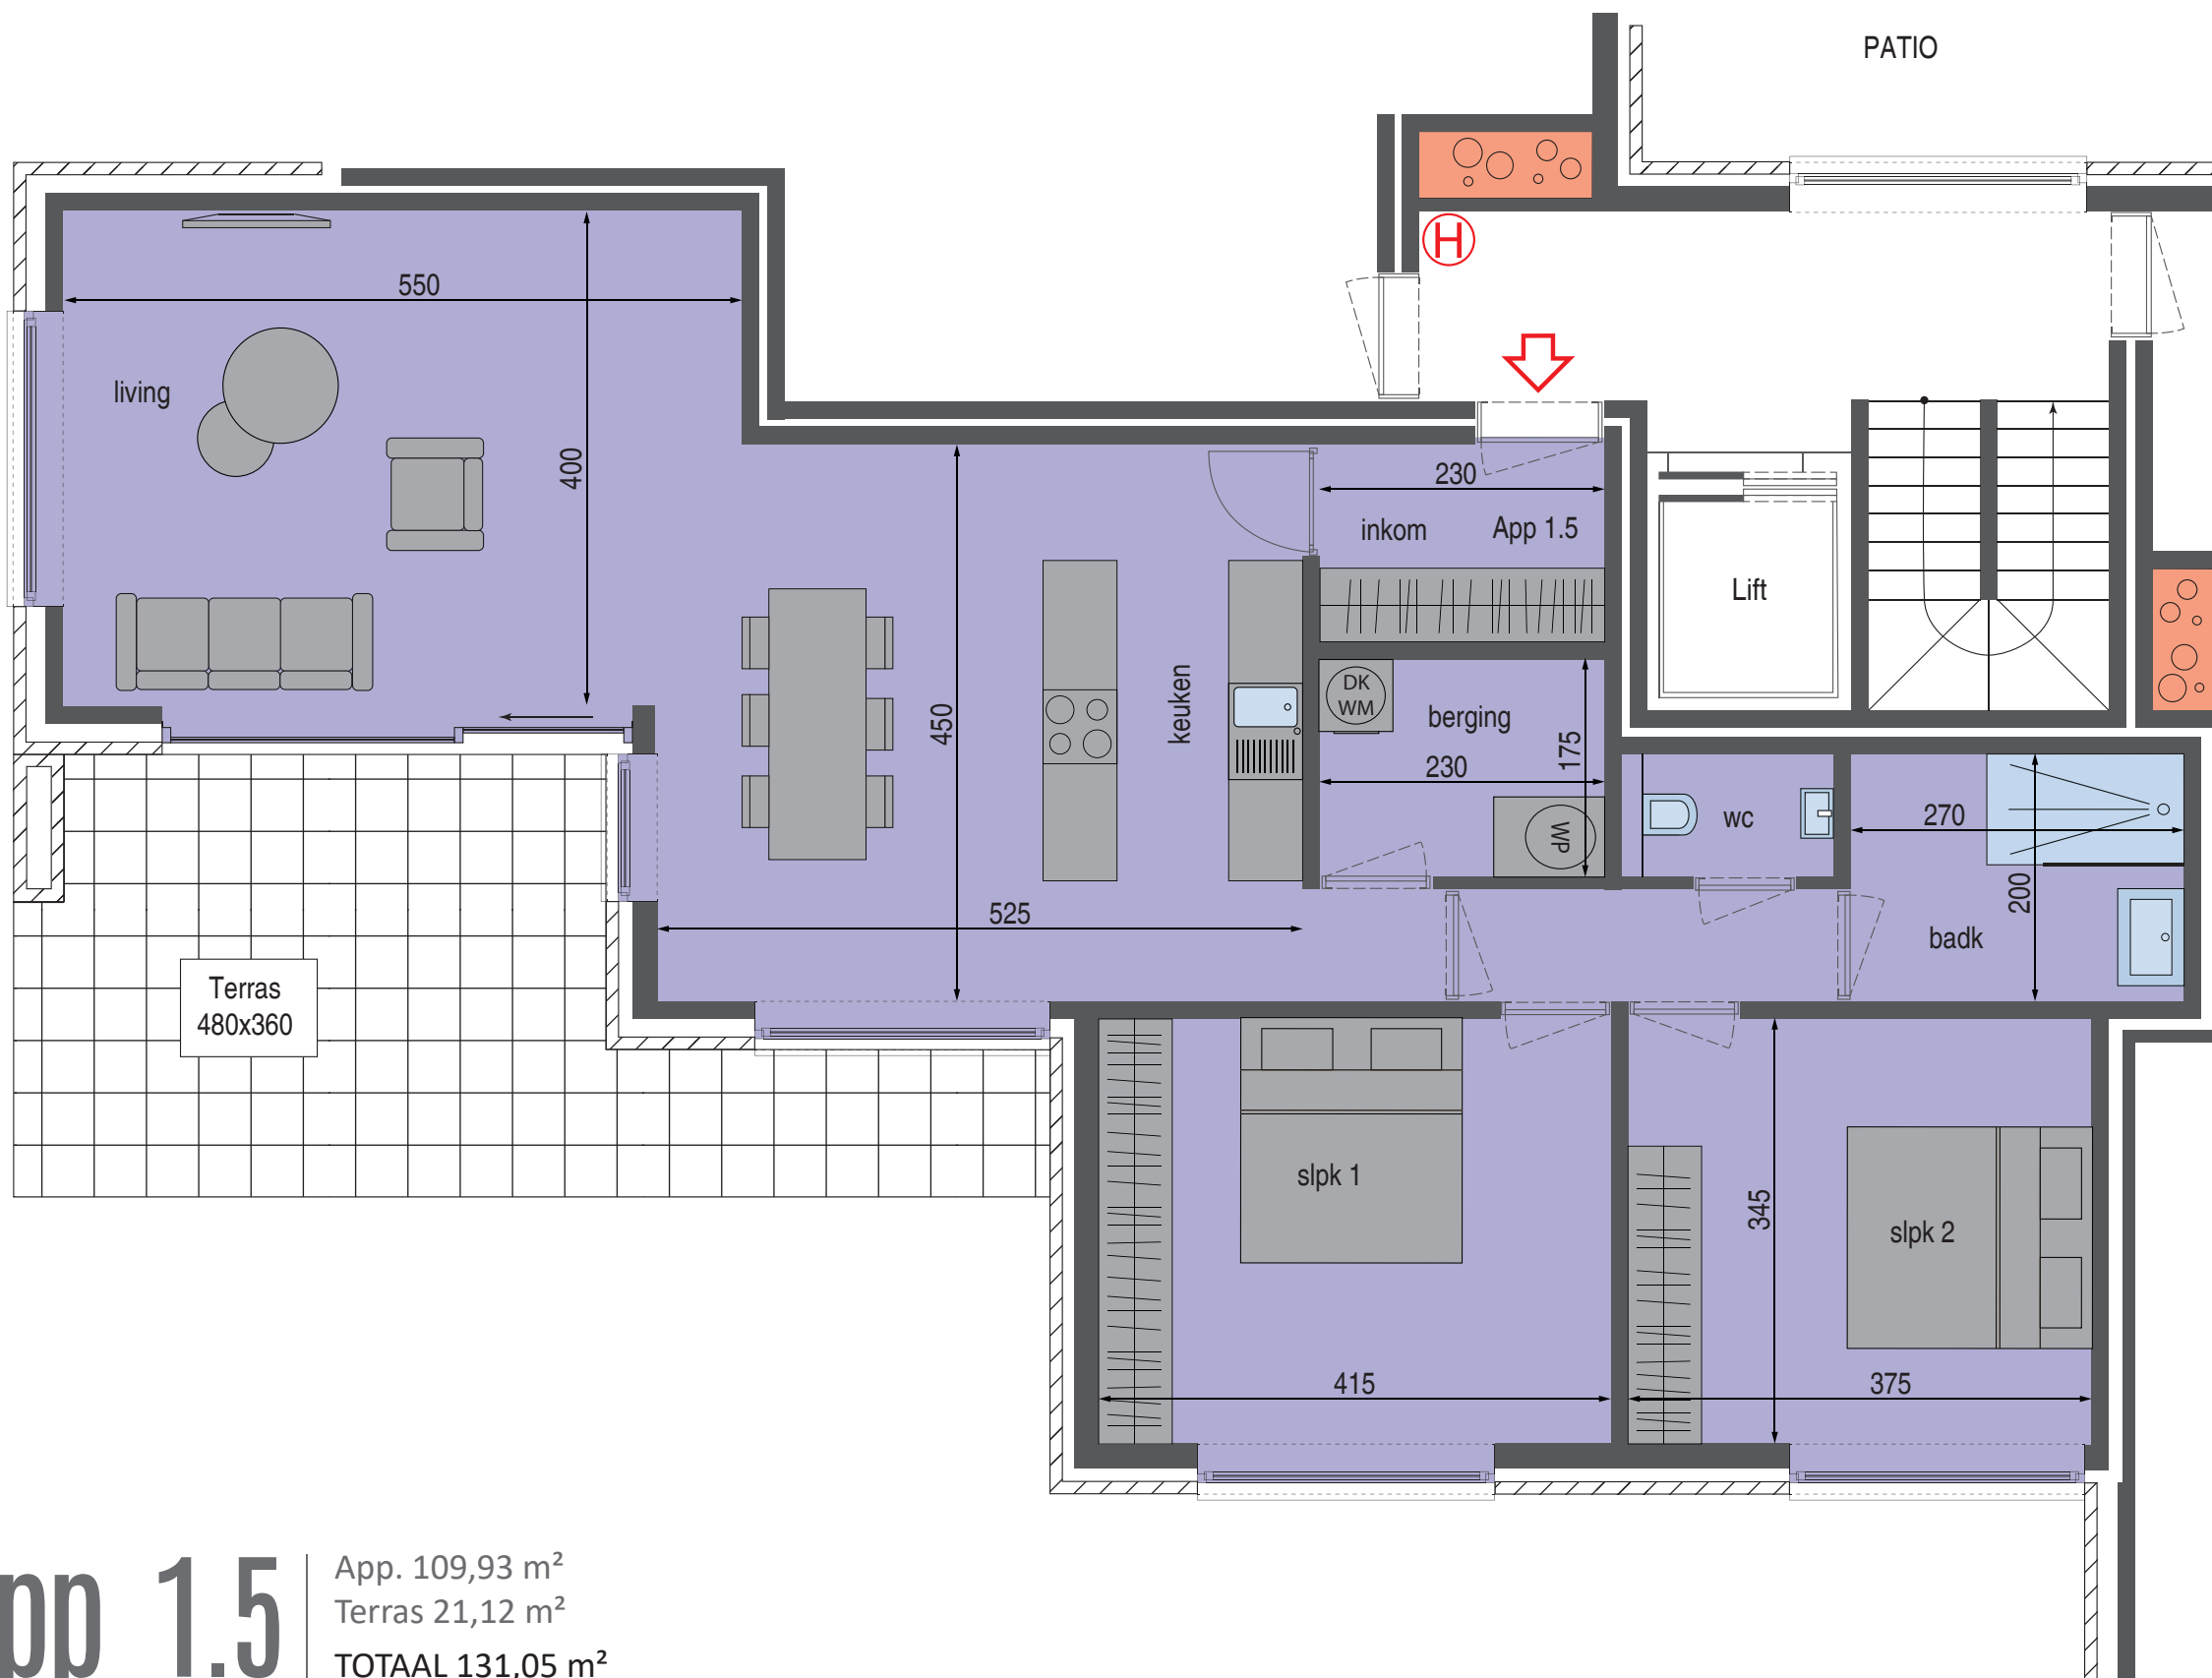 PATIO
H
550
living
400
230
inkom
App 1.5
Lift
keuken
450
DK
WM
berging
175
230
WP
wc
270
200
badk
525
Terras
480x360
slpk 1
345
slpk 2
415
375
pp 1.5
App. 109,93 m²
Terras 21,12 m²
TOTAAL 131,05 m²